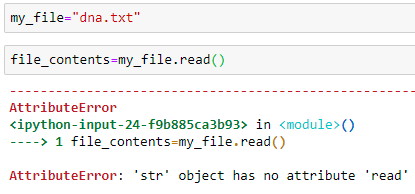 my_file="dna.txt"
file_contents=my_file.read()
---------------------------------------------------------------------------
AttributeError
<ipython-input-24-f9b885ca3b93> in <module>()
----> 1 file_contents=my_file.read()
AttributeError: 'str' object has no attribute 'read'